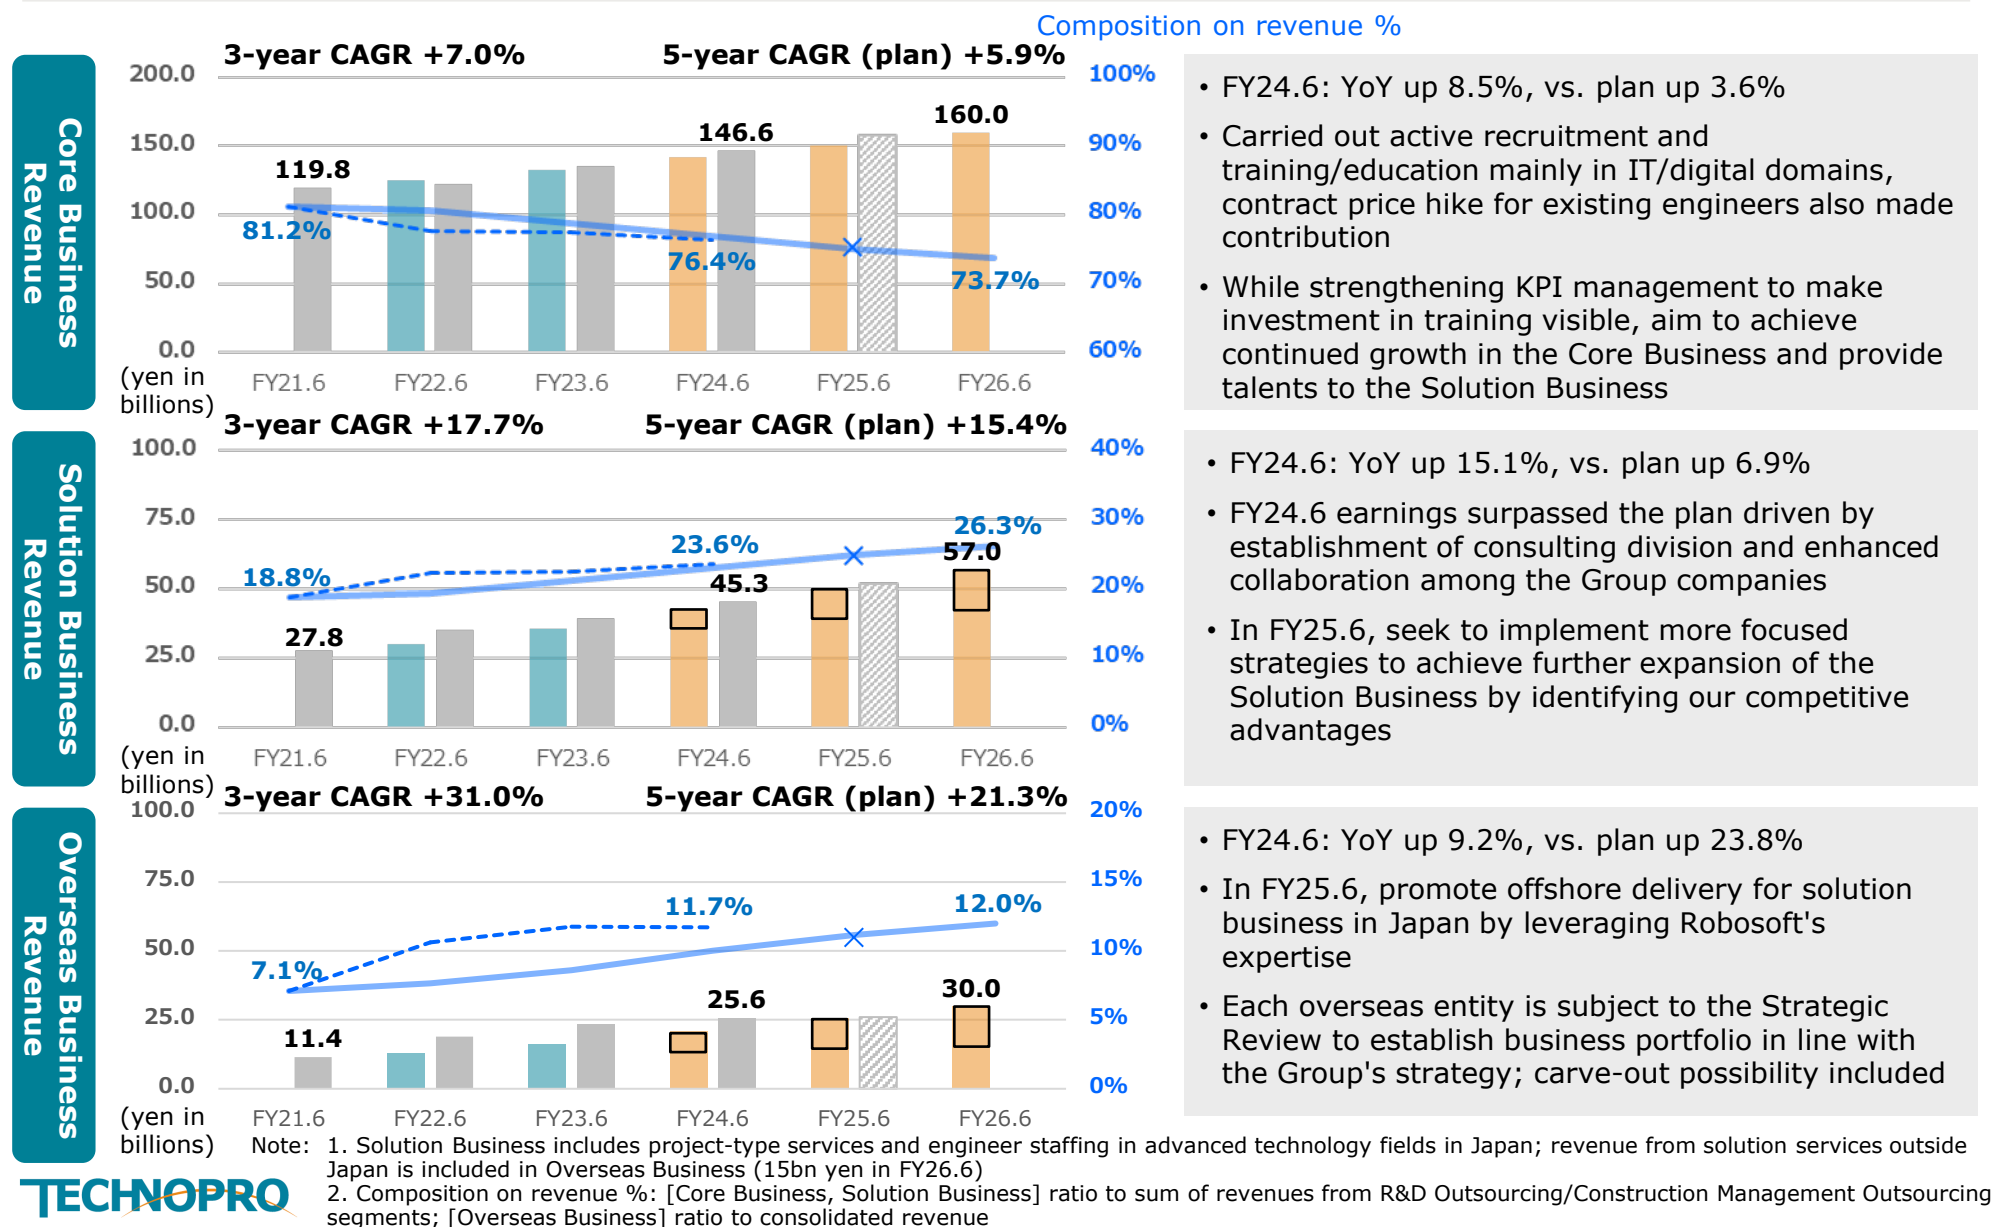 Composition on revenue %
Core Business
Revenue
3-year CAGR +7.0%
5-year CAGR (plan) +5.9%
200.0
150.0
100.0
50.0
0.0
(yen in
billions)
119.8
146.6
160.0
81.2%
76.4%
73.7%
100%
90%
80%
70%
60%
FY21.6 FY22.6 FY23.6 FY24.6 FY25.6 FY26.6
• FY24.6: YoY up 8.5%, vs. plan up 3.6%
• Carried out active recruitment and
training/education mainly in IT/digital domains,
contract price hike for existing engineers also made
contribution
• While strengthening KPI management to make
investment in training visible, aim to achieve
continued growth in the Core Business and provide
talents to the Solution Business
Solution Business
Revenue
3-year CAGR +17.7%
5-year CAGR (plan) +15.4%
100.0
75.0
50.0
25.0
0.0
(yen in
billions)
18.8%
23.6%
26.3%
27.8
45.3
57.0
40%
30%
20%
10%
0%
FY21.6 FY22.6 FY23.6 FY24.6 FY25.6 FY26.6
• FY24.6: YoY up 15.1%, vs. plan up 6.9%
• FY24.6 earnings surpassed the plan driven by
establishment of consulting division and enhanced
collaboration among the Group companies
• In FY25.6, seek to implement more focused
strategies to achieve further expansion of the
Solution Business by identifying our competitive
advantages
Overseas Business
Revenue
3-year CAGR +31.0%
5-year CAGR (plan) +21.3%
100.0
75.0
50.0
25.0
0.0
(yen in
billions)
7.1%
11.7%
12.0%
11.4
25.6
30.0
20%
15%
10%
5%
0%
FY21.6 FY22.6 FY23.6 FY24.6 FY25.6 FY26.6
• FY24.6: YoY up 9.2%, vs. plan up 23.8%
• In FY25.6, promote offshore delivery for solution
business in Japan by leveraging Robosoft's
expertise
• Each overseas entity is subject to the Strategic
Review to establish business portfolio in line with
the Group's strategy; carve-out possibility included
Note: 1. Solution Business includes project-type services and engineer staffing in advanced technology fields in Japan; revenue from solution services outside
Japan is included in Overseas Business (15bn yen in FY26.6)
2. Composition on revenue %: [Core Business, Solution Business] ratio to sum of revenues from R&D Outsourcing/Construction Management Outsourcing
segments; [Overseas Business] ratio to consolidated revenue
TECHNOPRO